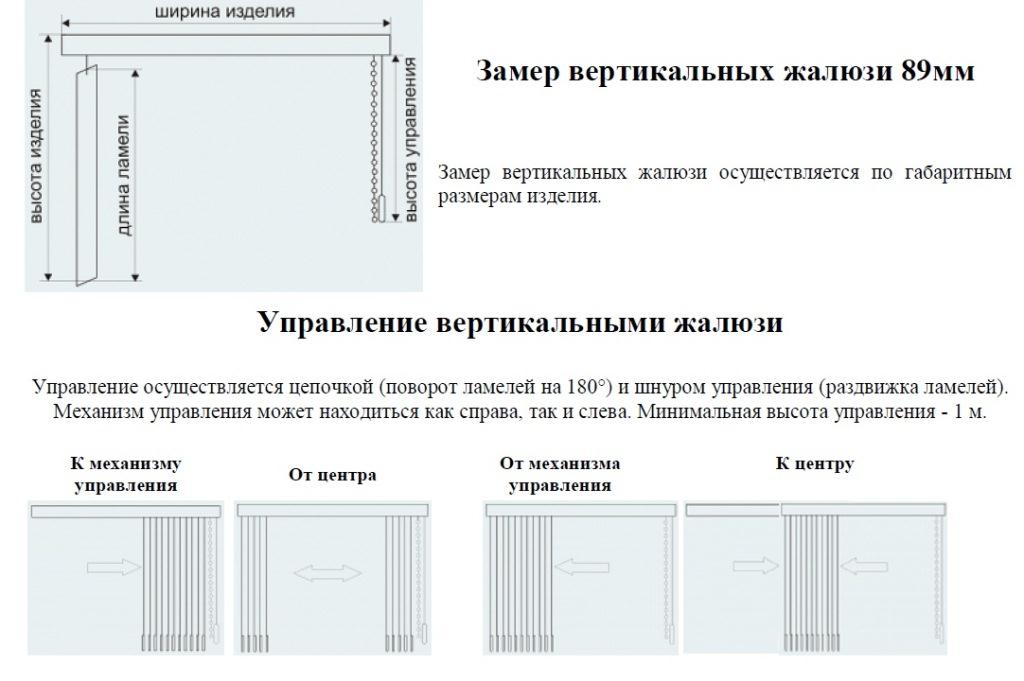 ширина изделия
высота изделия
длина ламели
высота управления
Замер вертикальных жалюзи 89мм
Замер вертикальных жалюзи осуществляется по габаритным
размерам изделия.
Управление вертикальными жалюзи
Управление осуществляется цепочкой (поворот ламелей на 180°) и шнуром управления (раздвижка ламелей).
Механизм управления может находиться как справа, так и слева. Минимальная высота управления - 1 м.
К механизму
управления
От центра
От механизма
управления
К центру